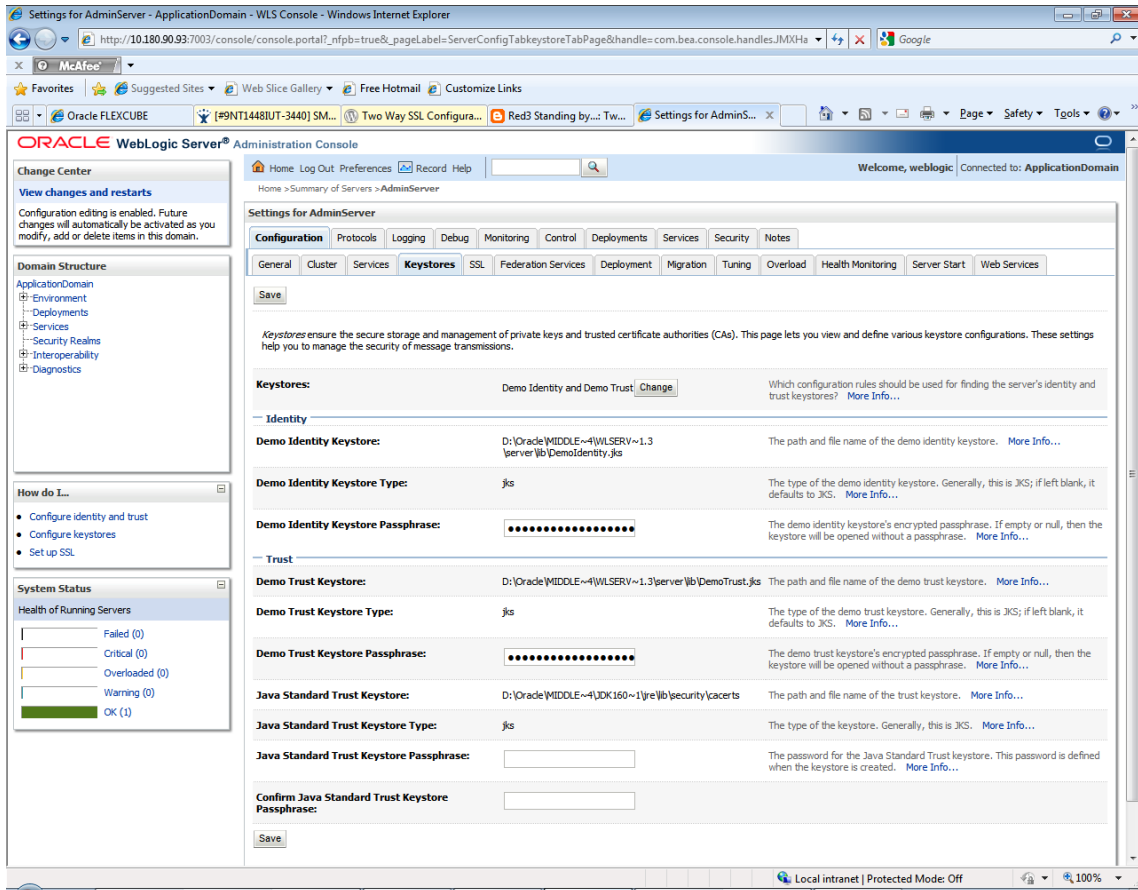 Settings for AdminServer - ApplicationDomain - WLS Console - Windows Internet Explorer
http://10.180.90.93:7003/console/console.portal?_nfpb=true&_pageLabel=ServerConfigTabkeystoreTabPage&handle=com.bea.console.handles.JMXHa
Google
X McAfee
Favorites Suggested Sites Web Slice Gallery Free Hotmail Customize Links
Oracle FLEXCUBE [#9NT1448IUT-3440] SM... Two Way SSL Configura... Red3 Standing by...: Tw... Settings for AdminS... X Page Safety Tools
ORACLE WebLogic Server® Administration Console
Change Center
View changes and restarts
Configuration editing is enabled. Future
changes will automatically be activated as you
modify, add or delete items in this domain.
Domain Structure
ApplicationDomain
Environment
Deployments
Services
Security Realms
Interoperability
Diagnostics
How do I...
Configure identity and trust
Configure keystores
Set up SSL
System Status
Health of Running Servers
Failed (0)
Critical (0)
Overloaded (0)
Warning (0)
OK (1)
Home Log Out Preferences Record Help
Welcome, weblogic Connected to: ApplicationDomain
Home >Summary of Servers >AdminServer
Settings for AdminServer
Configuration Protocols Logging Debug Monitoring Control Deployments Services Security Notes
General Cluster Services Keystores SSL Federation Services Deployment Migration Tuning Overload Health Monitoring Server Start Web Services
Save
Keystores ensure the secure storage and management of private keys and trusted certificate authorities (CAs). This page lets you view and define various keystore configurations. These settings
help you to manage the security of message transmissions.
Keystores: Demo Identity and Demo Trust Change Which configuration rules should be used for finding the server's identity and
trust keystores? More Info...
Identity
Demo Identity Keystore: D:\Oracle\MIDDLE~4\WLSERV~1.3 The path and file name of the demo identity keystore. More Info...
\server\lib\DemoIdentity.jks
Demo Identity Keystore Type: jks The type of the demo identity keystore. Generally, this is JKS; if left blank, it
defaults to JKS. More Info...
Demo Identity Keystore Passphrase: ●●●●●●●●●●●●●●●●●● The demo identity keystore's encrypted passphrase. If empty or null, then the
keystore will be opened without a passphrase. More Info...
Trust
Demo Trust Keystore: D:\Oracle\MIDDLE~4\WLSERV~1.3\server\lib\DemoTrust.jks The path and file name of the demo trust keystore. More Info...
Demo Trust Keystore Type: jks The type of the demo trust keystore. Generally, this is JKS; if left blank, it
defaults to JKS. More Info...
Demo Trust Keystore Passphrase: ●●●●●●●●●●●●●●●●●● The demo trust keystore's encrypted passphrase. If empty or null, then the
keystore will be opened without a passphrase. More Info...
Java Standard Trust Keystore: D:\Oracle\MIDDLE~4\JDK160~1\jre\lib\security\cacerts The path and file name of the trust keystore. More Info...
Java Standard Trust Keystore Type: jks The type of the keystore. Generally, this is JKS. More Info...
Java Standard Trust Keystore Passphrase: The password for the Java Standard Trust keystore. This password is defined
when the keystore is created. More Info...
Confirm Java Standard Trust Keystore
Passphrase:
Save
Local intranet | Protected Mode: Off 100%